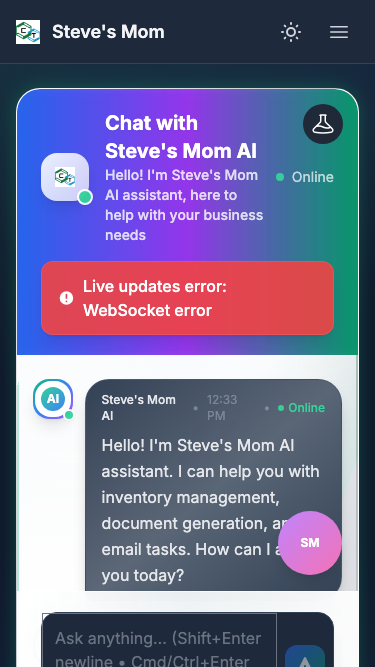 Steve's Mom
Chat with
Steve's Mom AI
Hello! I'm Steve's Mom
AI assistant, here to
help with your business
needs
Online
Live updates error:
WebSocket error
AI
Steve's Mom
AI
•
12:33
PM
•
Online
Hello! I'm Steve's Mom AI
assistant. I can help you with
inventory management,
document generation,
email tasks. How can I
you today?
SM
Ask anything... (Shift+Enter
newline • Cmd/Ctrl+Enter